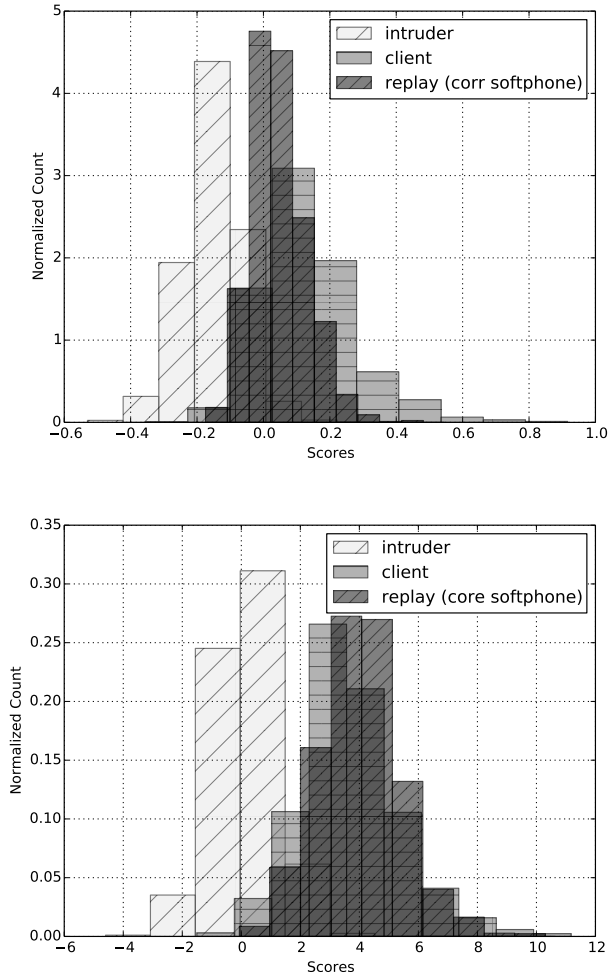 5
4
3
2
1
0
Normalized Count
intruder
client
replay (corr softphone)
−0.6 −0.4 −0.2 0.0 0.2 0.4 0.6 0.8 1.0
Scores
0.35
0.30
0.25
0.20
0.15
0.10
0.05
0.00
Normalized Count
intruder
client
replay (core softphone)
−6 −4 −2 0 2 4 6 8 10 12
Scores